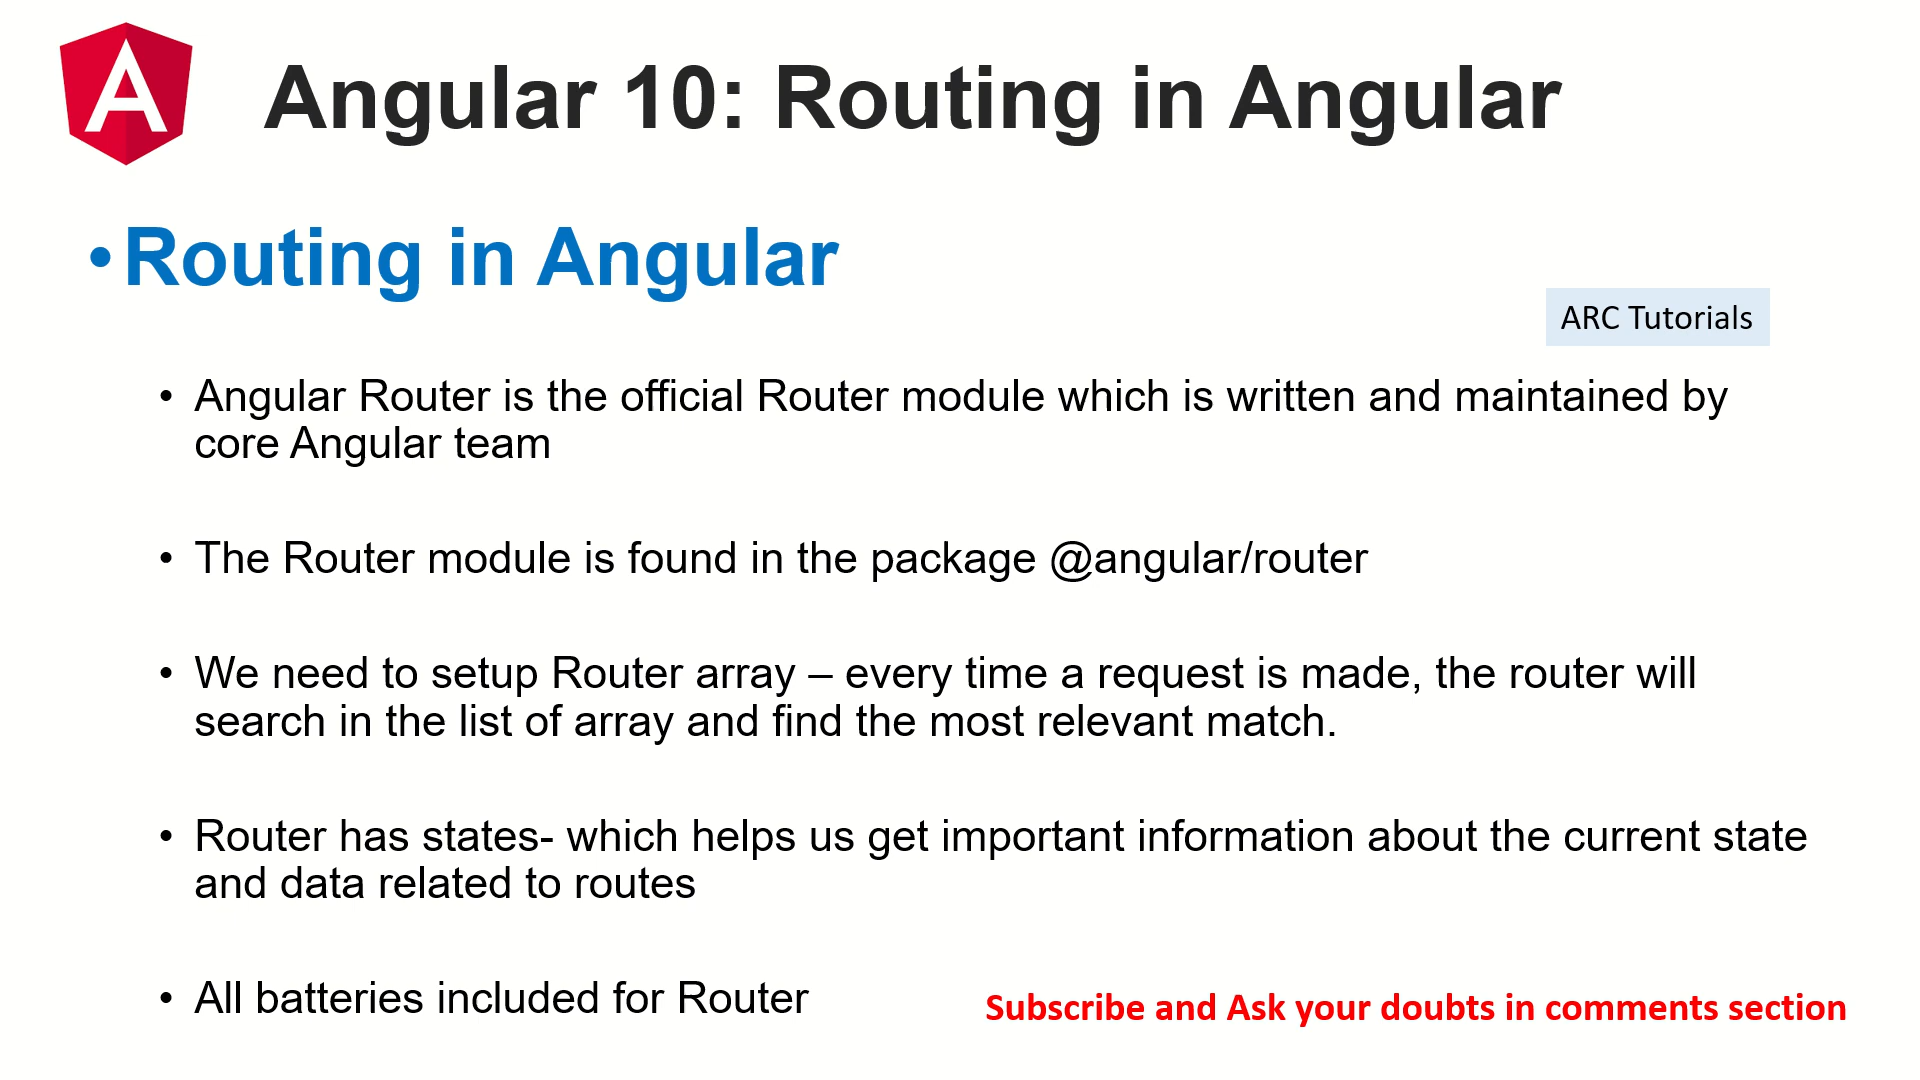 Angular 10: Routing in Angular
•Routing in Angular
ARC Tutorials
• Angular Router is the official Router module which is written and maintained by
core Angular team
• The Router module is found in the package @angular/router
• We need to setup Router array – every time a request is made, the router will
search in the list of array and find the most relevant match.
• Router has states- which helps us get important information about the current state
and data related to routes
• All batteries included for Router
Subscribe and Ask your doubts in comments section